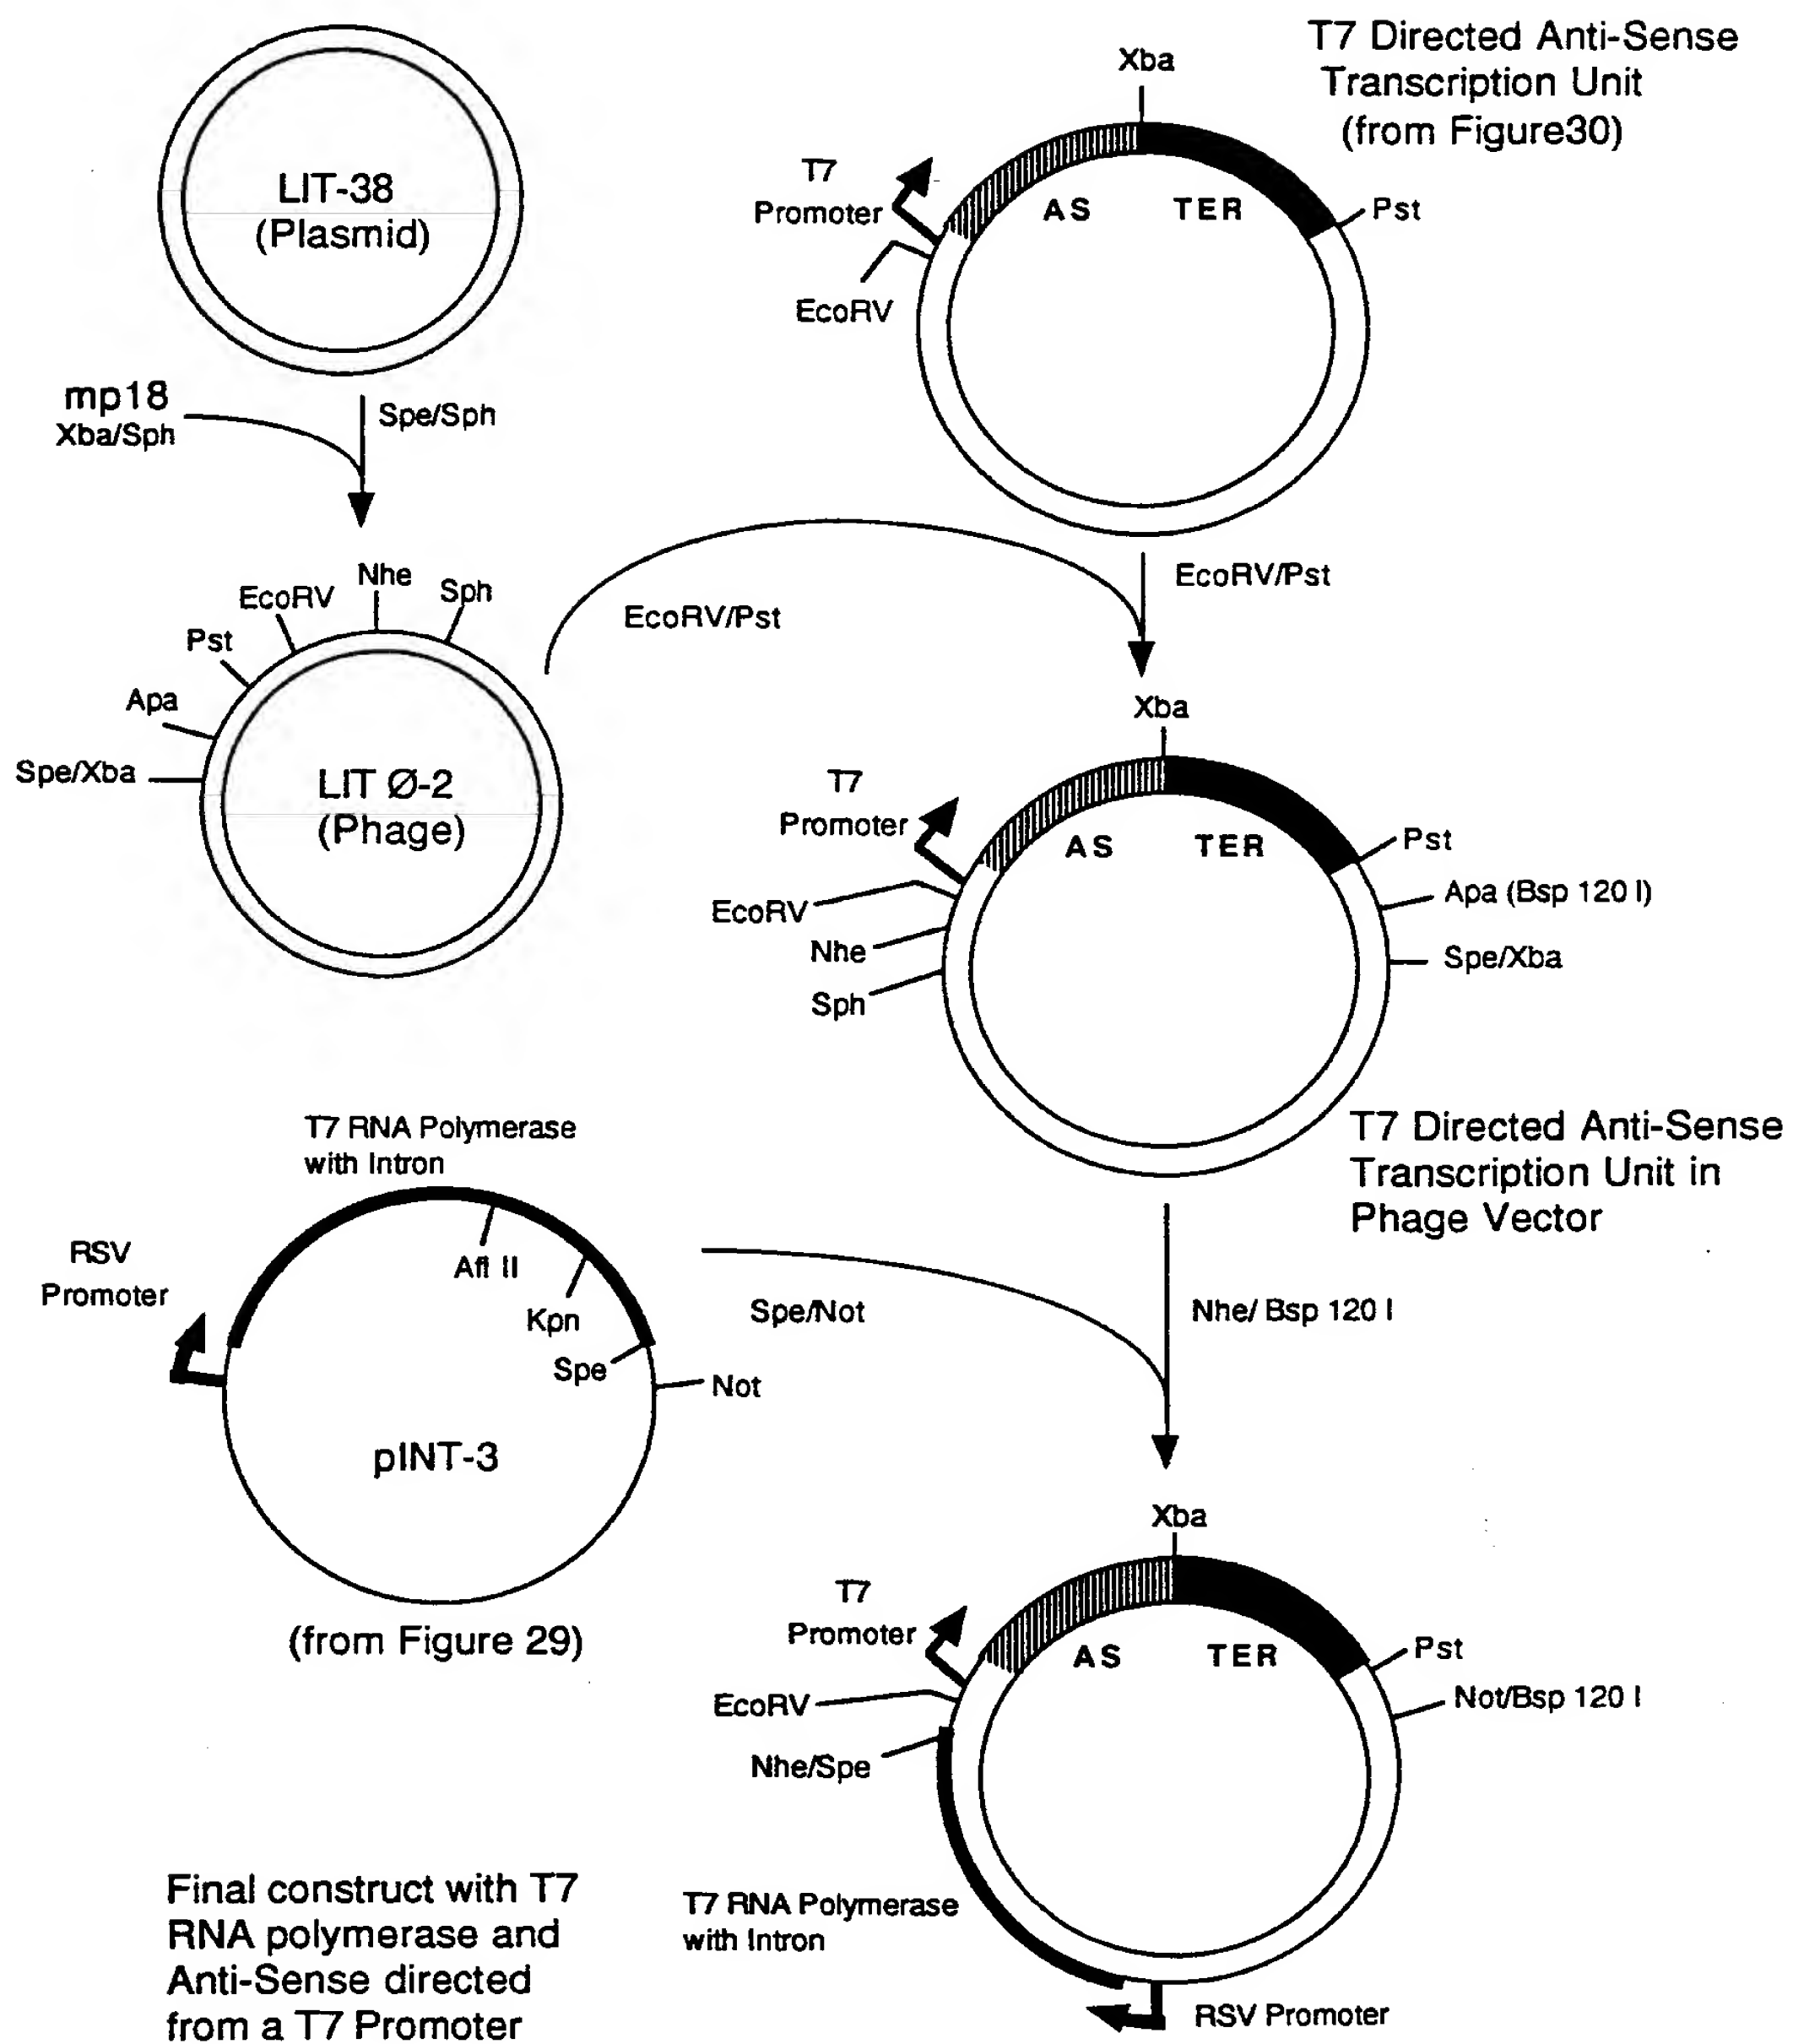 T7 Directed Anti-Sense
Transcription Unit
(from Figure30)
LIT-38
(Plasmid)
Xba
T7
Promoter
AS
TER
Pst
EcoRV
mp18
Xba/Sph
Spe/Sph
EcoRV/Pst
EcoRV/Pst
Nhe
EcoRV
Sph
Pst
Apa
Spe/Xba
LIT Ø-2
(Phage)
Xba
T7
Promoter
AS
TER
Pst
Apa (Bsp 120 I)
EcoRV
Nhe
Spe/Xba
Sph
T7 Directed Anti-Sense
Transcription Unit in
Phage Vector
T7 RNA Polymerase
with Intron
RSV
Promoter
Afl II
Kpn
Spe
Not
pINT-3
(from Figure 29)
Spe/Not
Nhe/ Bsp 120 I
Xba
T7
Promoter
AS
TER
Pst
Not/Bsp 120 I
EcoRV
Nhe/Spe
T7 RNA Polymerase
with Intron
RSV Promoter
Final construct with T7
RNA polymerase and
Anti-Sense directed
from a T7 Promoter